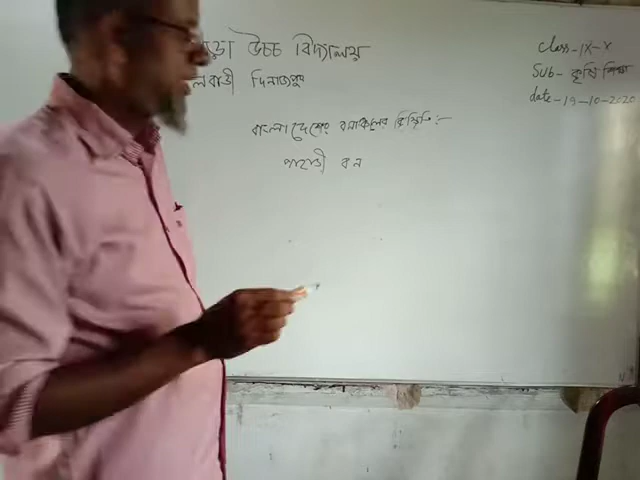 উচ্চ বিদ্যালয়
দিনাজপুর
Class-IX-X
Sub- কৃষি শিক্ষা
date-19-10-2020
বাংলাদেশের বনাঞ্চলের বিস্তৃতি:-
পাহাড়ী বন